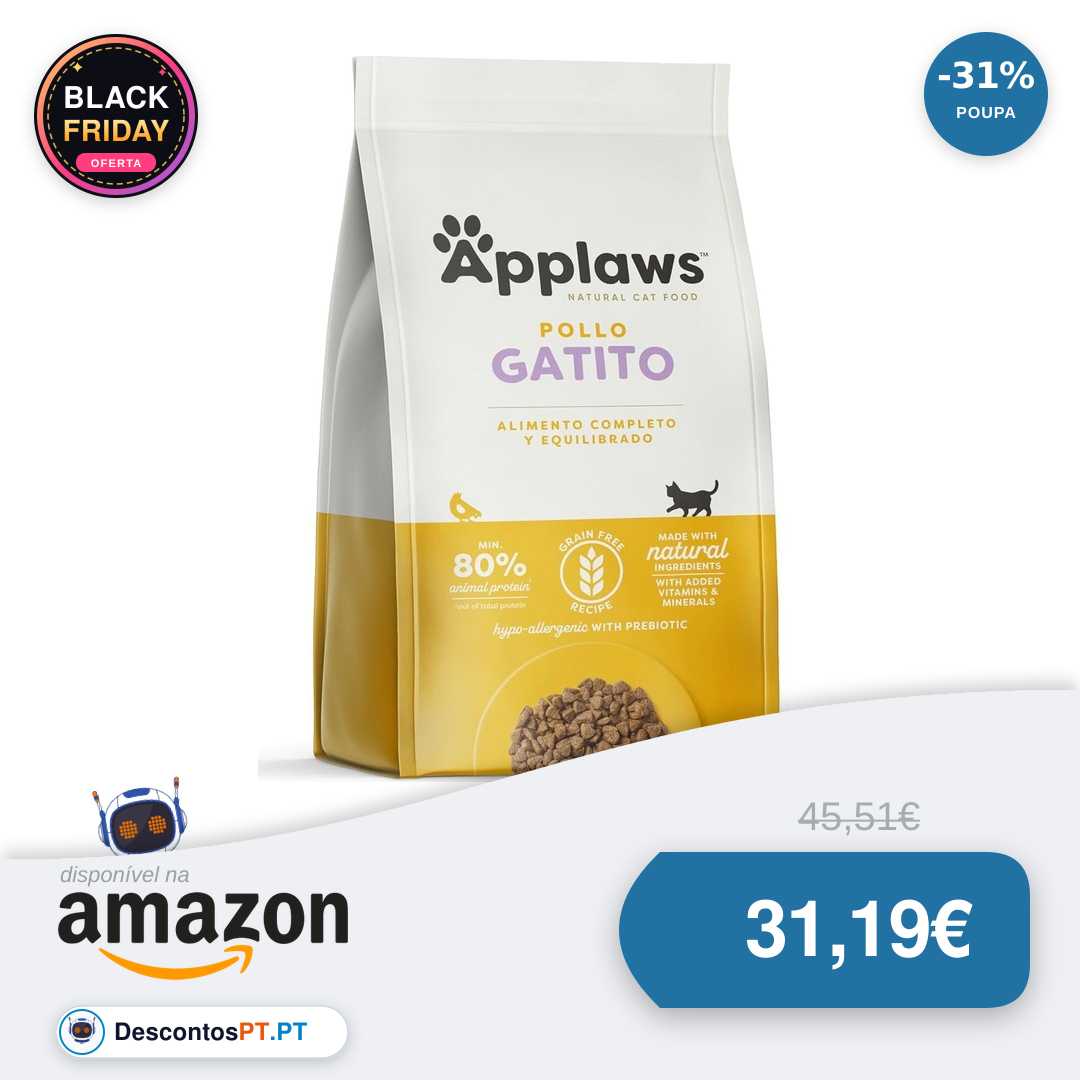 BLACK
FRIDAY
OFERTA
-31%
POUPA
Applaws™
NATURAL CAT FOOD
POLLO
GATITO
ALIMENTO COMPLETO
Y EQUILIBRADO
MIN.
80%
animal protein*
*out of total protein
GRAIN FREE
RECIPE
MADE WITH
natural
INGREDIENTS
WITH ADDED
VITAMINS &
MINERALS
hypo-allergenic WITH PREBIOTIC
45,51€
31,19€
disponível na
amazon
DescontosPT.PT